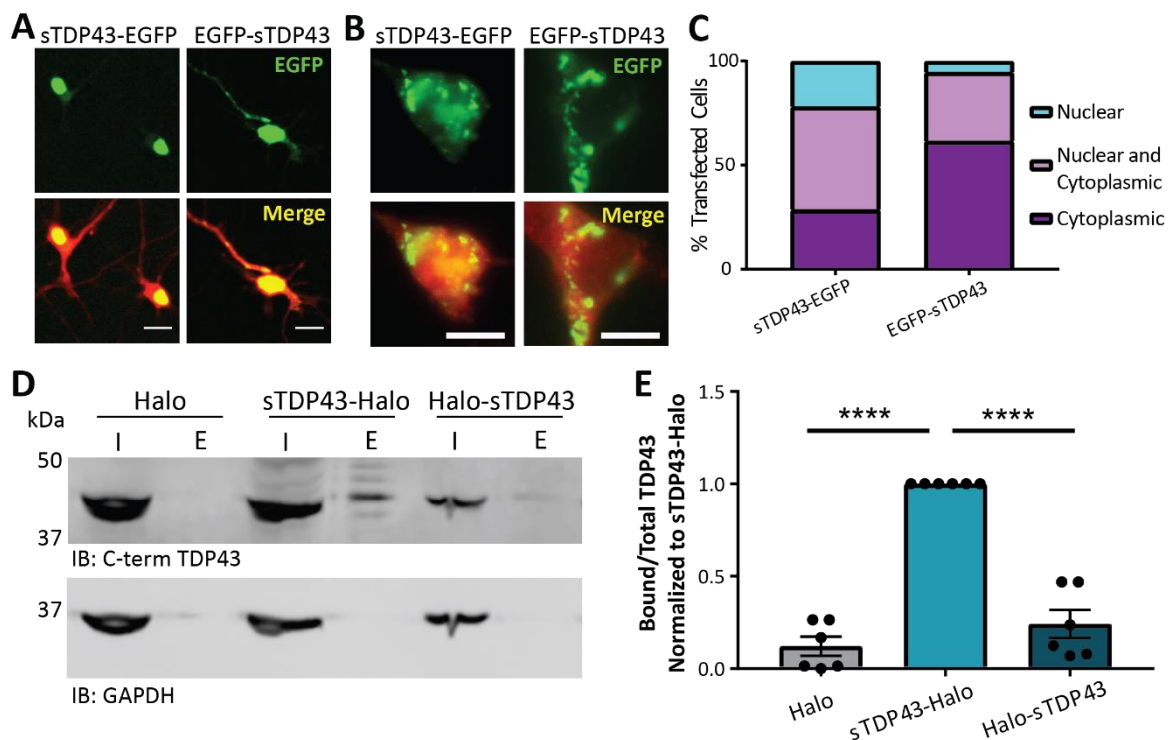 A
sTDP43-EGFP
EGFP-sTDP43
EGFP
Merge
B
sTDP43-EGFP
EGFP-sTDP43
EGFP
Merge
C
% Transfected Cells
100
50
0
sTDP43-EGFP
EGFP-sTDP43
Nuclear
Nuclear and
Cytoplasmic
Cytoplasmic
D
Halo
sTDP43-Halo
Halo-sTDP43
kDa
I
E
I
E
I
E
50
37
IB: C-term TDP43
37
IB: GAPDH
E
Bound/Total TDP43
Normalized to sTDP43-Halo
1.5
1.0
0.5
0.0
****
****
Halo
sTDP43-Halo
Halo-sTDP43